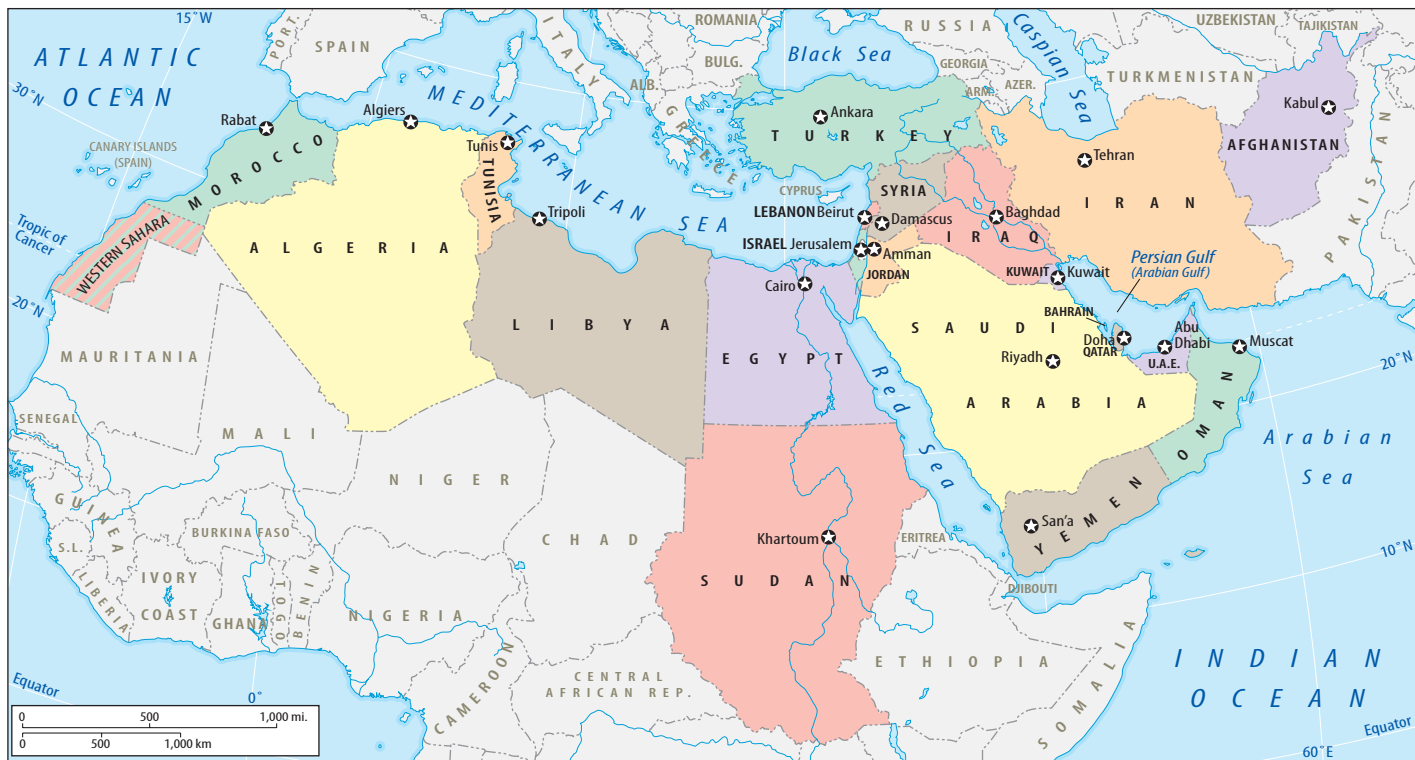 15°W
ATLANTIC
OCEAN
30°N
PORT.
SPAIN
ITALY
ROMANIA
BULG.
ALB.
GREECE
Black Sea
RUSSIA
GEORGIA
ARM.
AZER.
Caspian
Sea
UZBEKISTAN
TAJIKISTAN
TURKMENISTAN
Kabul
AFGHANISTAN
PAKISTAN
Rabat
Algiers
MEDITERRANEAN SEA
Tunis
TUNISIA
Ankara
TURKEY
Tehran
IRAN
CANARY ISLANDS
(SPAIN)
MOROCCO
Tropic of
Cancer
WESTERN SAHARA
ALGERIA
Tripoli
CYPRUS
SYRIA
LEBANON Beirut
Damascus
Baghdad
IRAQ
ISRAEL Jerusalem
Amman
JORDAN
KUWAIT Kuwait
Persian Gulf
(Arabian Gulf)
20°N
Cairo
LIBYA
EGYPT
BAHRAIN
Doha
QATAR
Abu
Dhabi
U.A.E.
Muscat
SAUDI
Riyadh
ARABIA
OMAN
20°N
Red Sea
Arabian
Sea
MAURITANIA
SENEGAL
MALI
NIGER
CHAD
Khartoum
SUDAN
ERITREA
San'a
YEMEN
10°N
GUINEA
S.L.
LIBERIA
IVORY
COAST
BURKINA FASO
GHANA
TOGO
BENIN
NIGERIA
CAMEROON
CENTRAL
AFRICAN REP.
DJIBOUTI
ETHIOPIA
SOMALIA
INDIAN
OCEAN
Equator
0°
Equator
60°E
0 500 1,000 mi.
0 500 1,000 km